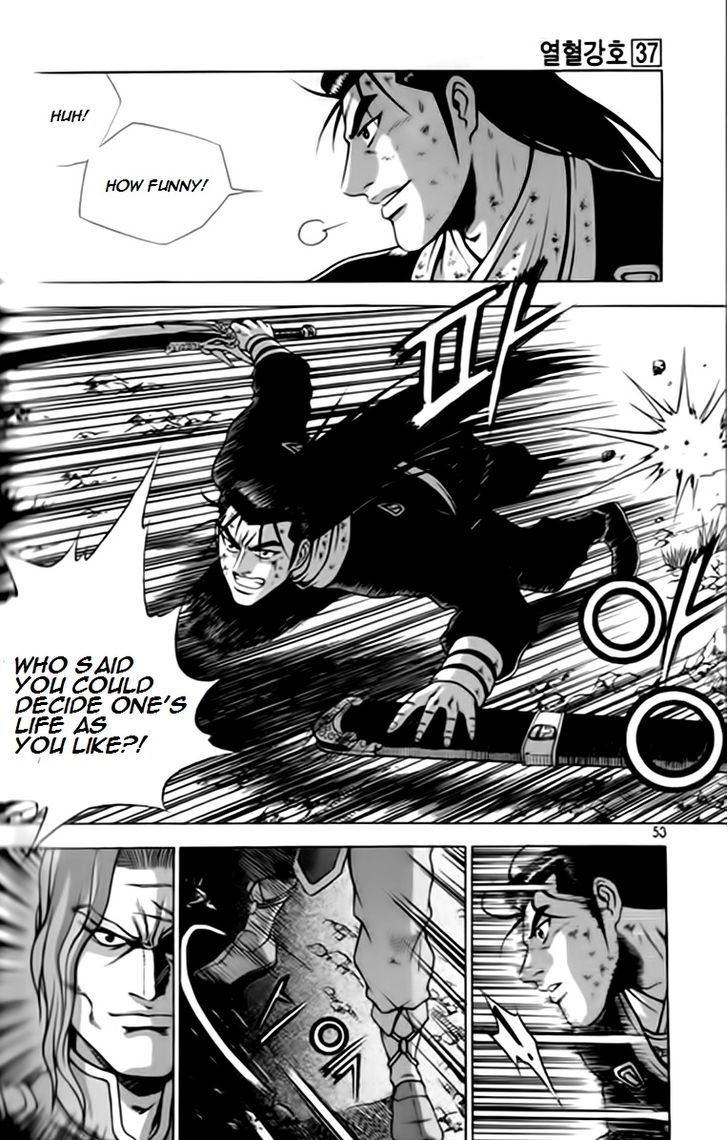 열혈강호 37
HUH!
HOW FUNNY!
파
앙
WHO SAID
YOU COULD
DECIDE ONE'S
LIFE AS
YOU LIKE?!
53